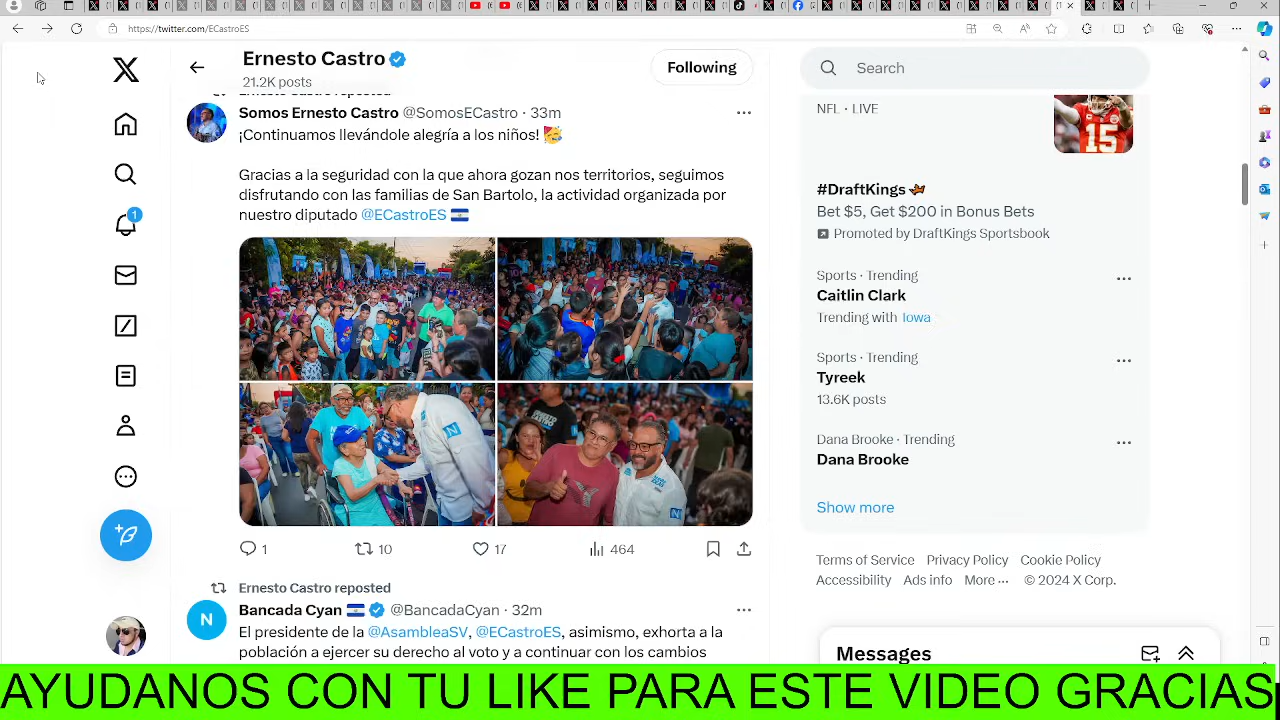 https://twitter.com/ECastroES
Ernesto Castro
21.2K posts
Following
Search
Ernesto Castro reposted
Somos Ernesto Castro @SomosECastro · 33m
¡Continuamos llevándole alegría a los niños!
Gracias a la seguridad con la que ahora gozan nos territorios, seguimos
disfrutando con las familias de San Bartolo, la actividad organizada por
nuestro diputado @ECastroES
1
10
17
464
Ernesto Castro reposted
N
Bancada Cyan @BancadaCyan · 32m
El presidente de la @AsambleaSV, @ECastroES, asimismo, exhorta a la
población a ejercer su derecho al voto y a continuar con los cambios
1
NFL · LIVE
15
#DraftKings
Bet $5, Get $200 in Bonus Bets
Promoted by DraftKings Sportsbook
Sports · Trending
Caitlin Clark
Trending with Iowa
Sports · Trending
Tyreek
13.6K posts
Dana Brooke · Trending
Dana Brooke
Show more
Terms of Service Privacy Policy Cookie Policy
Accessibility Ads info More ··· © 2024 X Corp.
Messages
AYUDANOS CON TU LIKE PARA ESTE VIDEO GRACIAS